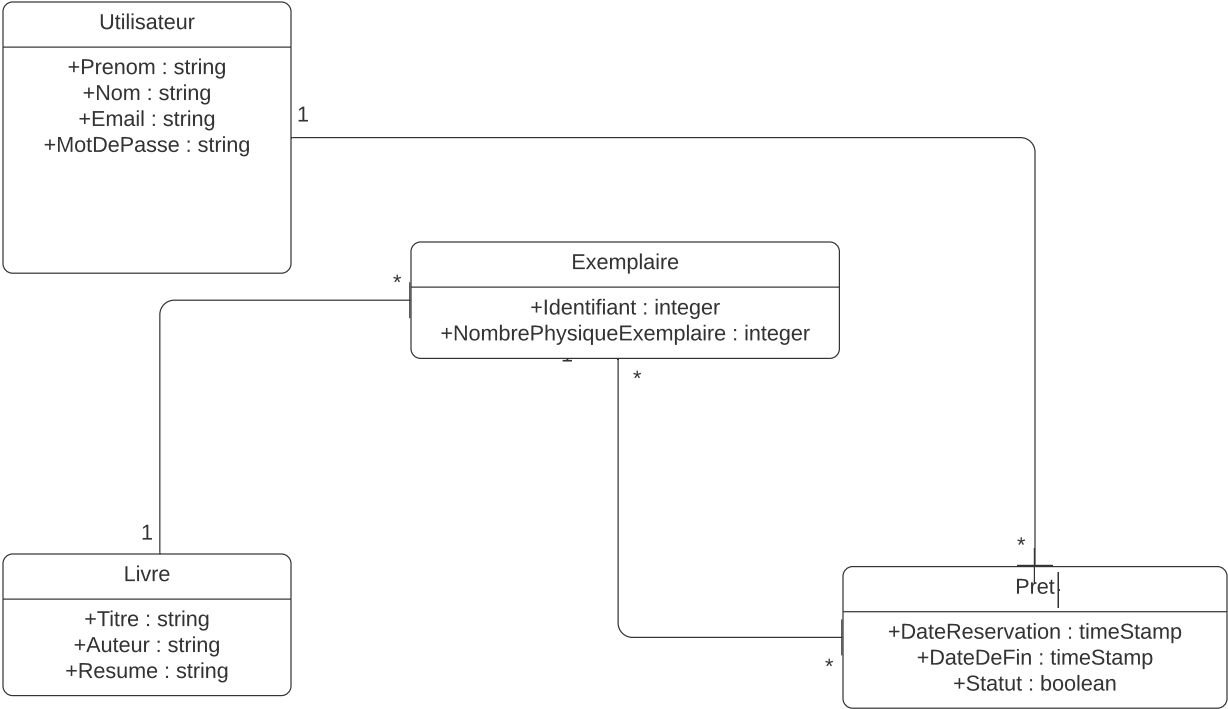 Utilisateur
+Prenom : string
+Nom : string
+Email : string
+MotDePasse : string
1
Exemplaire
+Identifiant : integer
+NombrePhysiqueExemplaire : integer
*
*
1
Livre
+Titre : string
+Auteur : string
+Resume : string
*
Pret
+DateReservation : timeStamp
+DateDeFin : timeStamp
+Statut : boolean
*